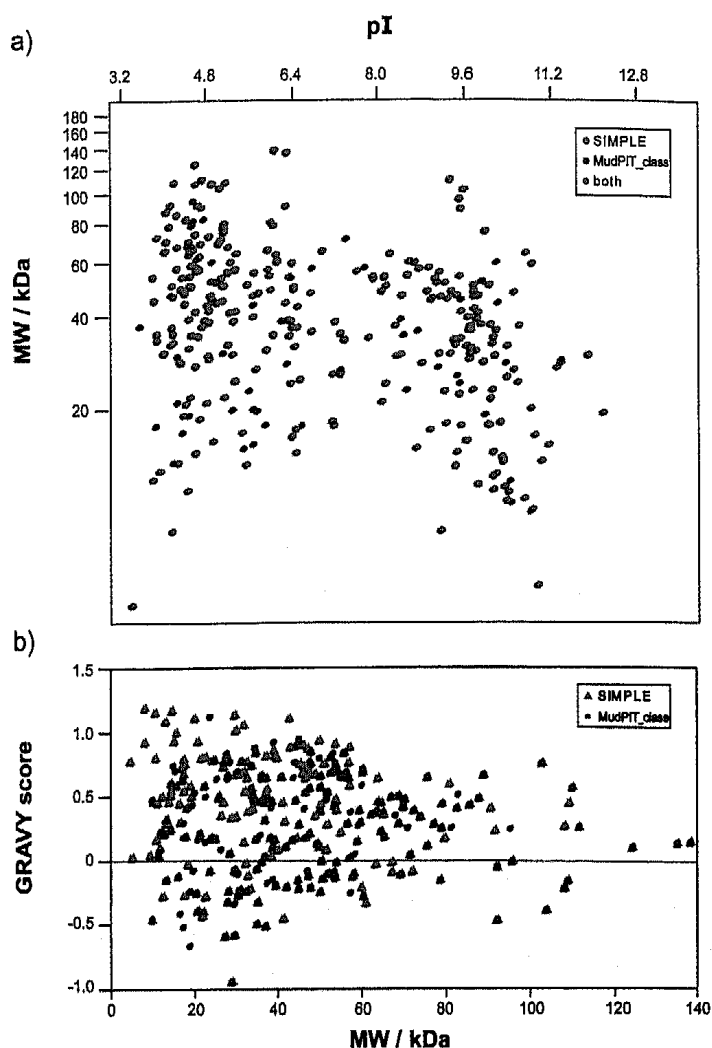 a)
pI
3.2 4.8 6.4 8.0 9.6 11.2 12.8
180
160
140
120
100
80
60
40
20
MW / kDa
SIMPLE
MudPIT_class
both
b)
1.5
1.0
0.5
0
-0.5
-1.0
GRAVY score
SIMPLE
MudPIT_class
0 20 40 60 80 100 120 140
MW / kDa